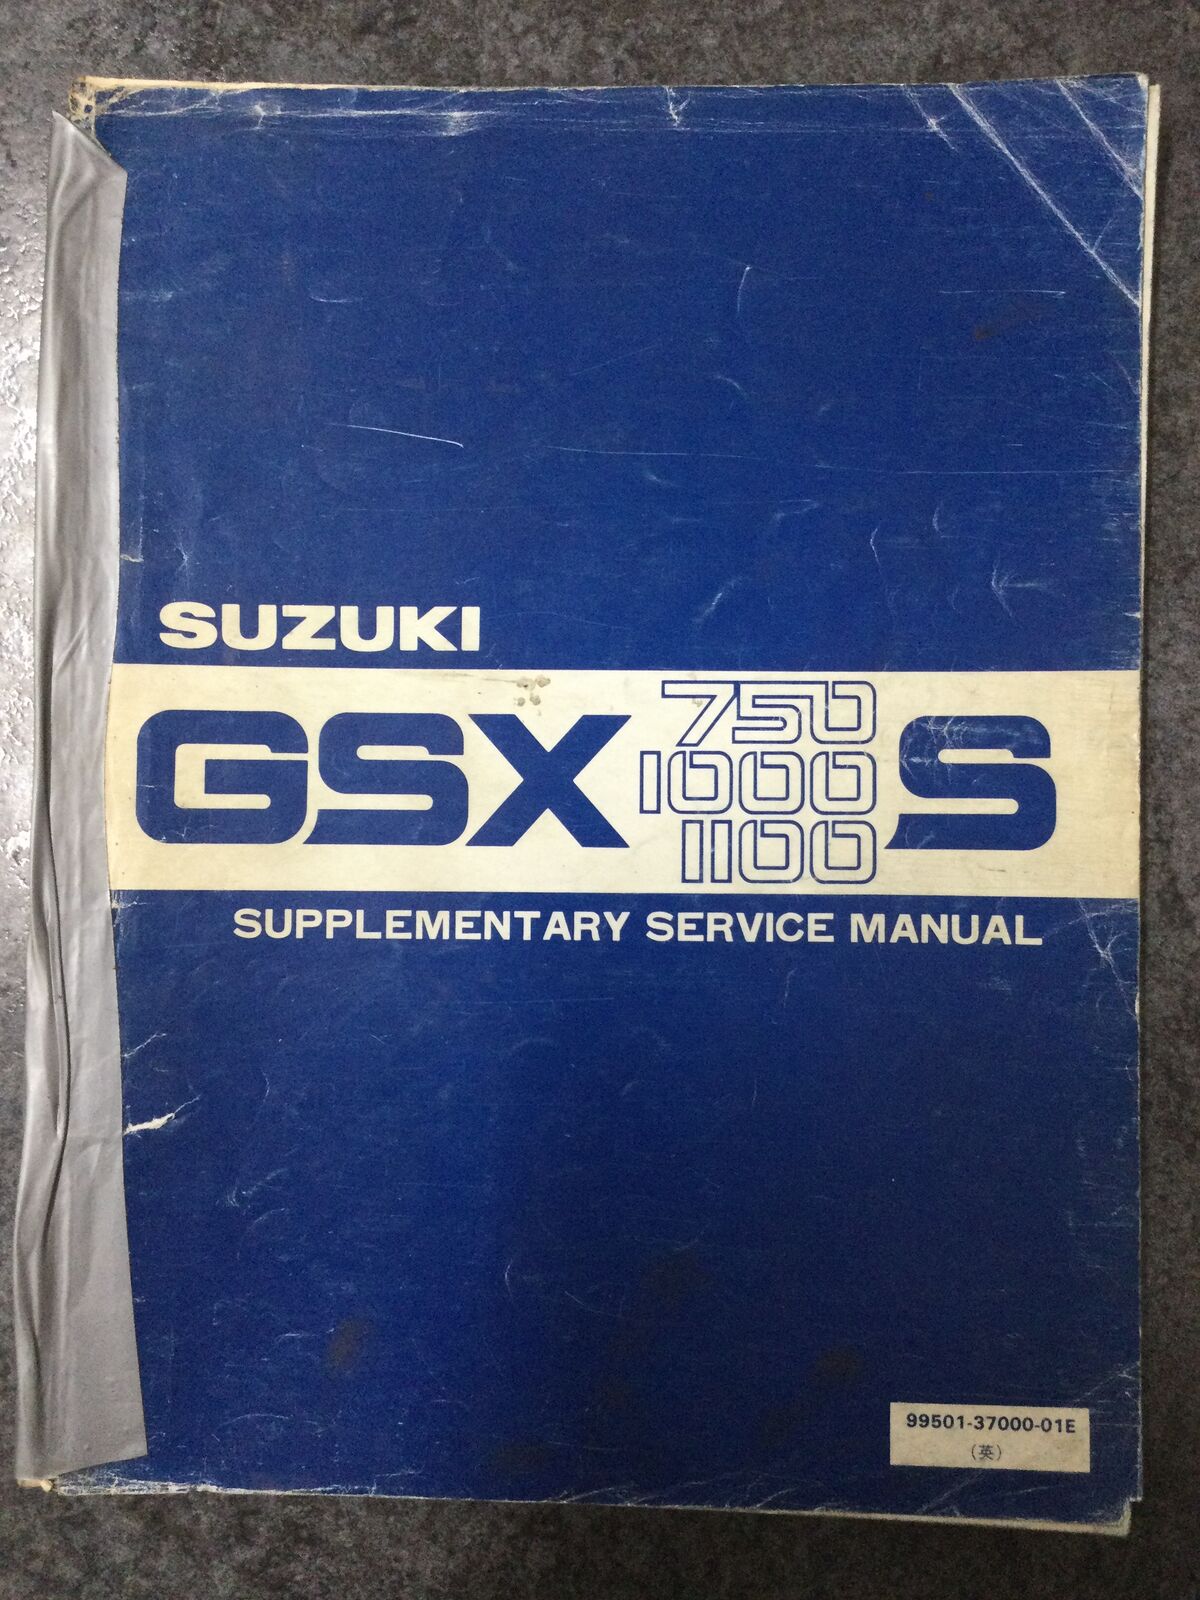 SUZUKI
GSX 750 S
1000
1100
SUPPLEMENTARY SERVICE MANUAL
99501-37000-01E
(英)